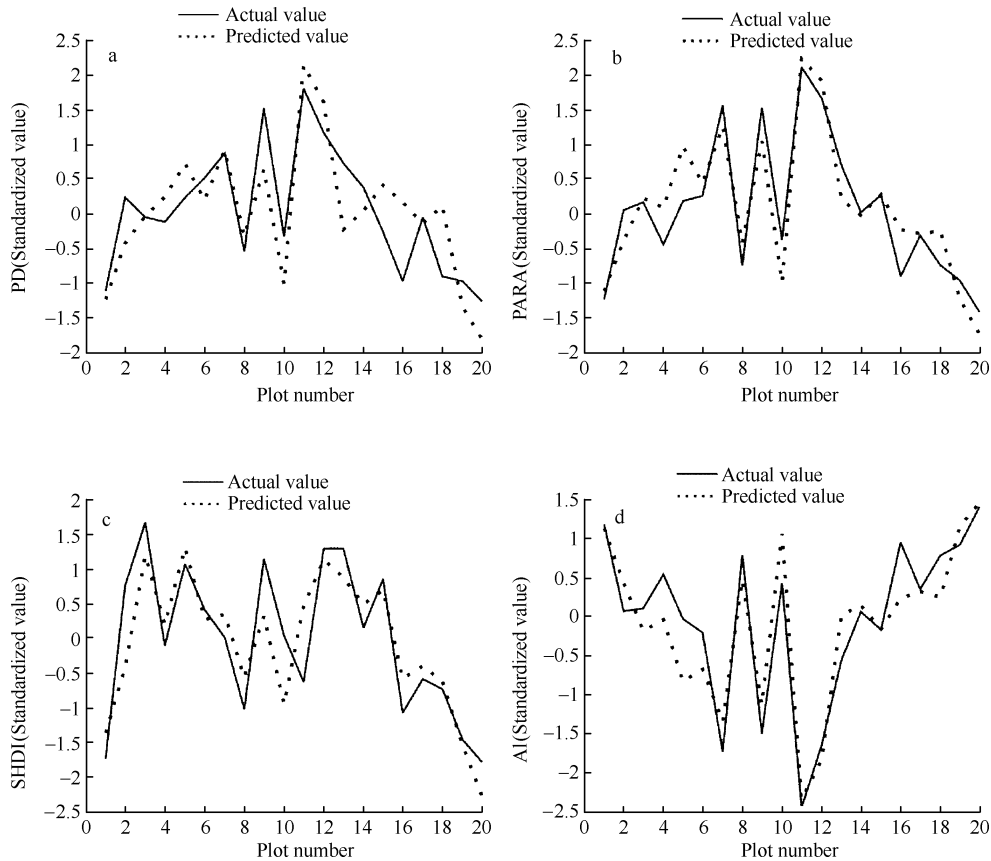 Actual value
Predicted value
a
2.5
2
1.5
1
0.5
0
−0.5
−1
−1.5
−2
PD(Standardized value)
0 2 4 6 8 10 12 14 16 18 20
Plot number
Actual value
Predicted value
b
2.5
2
1.5
1
0.5
0
−0.5
−1
−1.5
−2
PARA(Standardized value)
0 2 4 6 8 10 12 14 16 18 20
Plot number
Actual value
Predicted value
c
2
1.5
1
0.5
0
−0.5
−1
−1.5
−2
−2.5
SHDI(Standardized value)
0 2 4 6 8 10 12 14 16 18 20
Plot number
Actual value
Predicted value
d
1.5
1
0.5
0
−0.5
−1
−1.5
−2
−2.5
AI(Standardized value)
0 2 4 6 8 10 12 14 16 18 20
Plot number